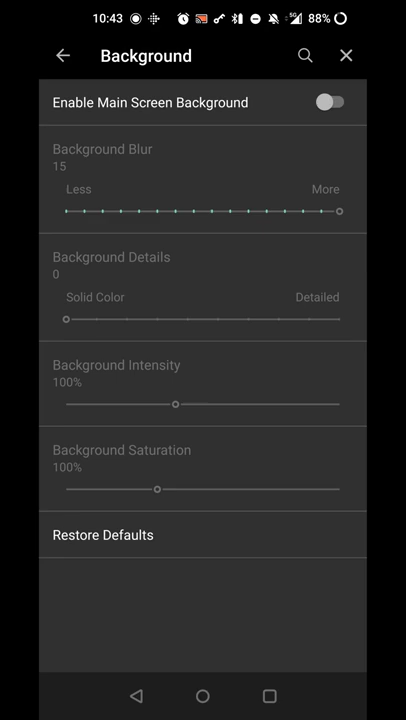 10:43 5G 88%
Background
Enable Main Screen Background
Background Blur
15
Less More
Background Details
0
Solid Color Detailed
Background Intensity
100%
Background Saturation
100%
Restore Defaults